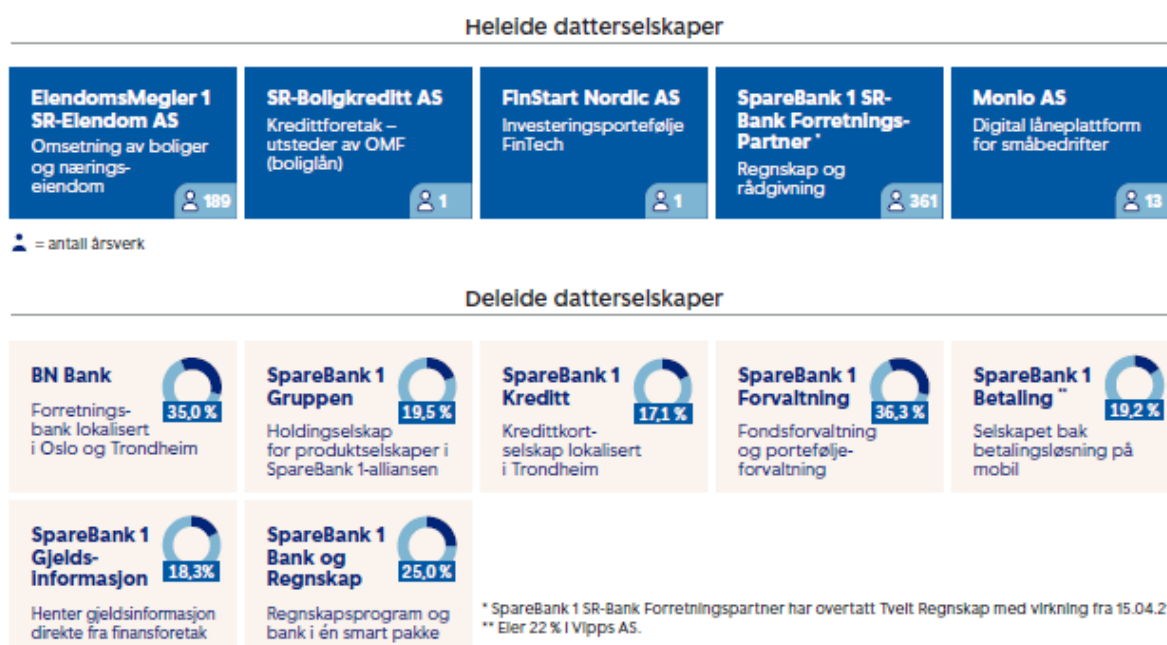 Heleide datterselskaper
EiendomsMegler 1
SR-Eiendom AS
Omsetning av boliger
og nærings-
eiendom
189
SR-Boligkreditt AS
Kredittforetak –
utsteder av OMF
(boliglån)
1
FinStart Nordic AS
Investeringsportefølje
FinTech
1
SpareBank 1 SR-
Bank Forretnings-
Partner *
Regnskap og
rådgivning
361
Monio AS
Digital låneplattform
for småbedrifter
13
= antall årsverk
Deleide datterselskaper
BN Bank
35,0 %
Forretnings-
bank lokalisert
i Oslo og Trondheim
SpareBank 1
Gruppen
19,5 %
Holdingselskap
for produktselskaper i
SpareBank 1-alliansen
SpareBank 1
Kreditt
17,1 %
Kredittkort-
selskap lokalisert
i Trondheim
SpareBank 1
Forvaltning
36,3 %
Fondsforvaltning
og portefølje-
forvaltning
SpareBank 1
Betaling **
19,2 %
Selskapet bak
betalingsløsning på
mobil
SpareBank 1
Gjelds-
informasjon
18,3%
Henter gjeldsinformasjon
direkte fra finansforetak
SpareBank 1
Bank og
Regnskap
25,0 %
Regnskapsprogram og
bank i én smart pakke
* SpareBank 1 SR-Bank Forretningspartner har overtatt Tveit Regnskap med virkning fra 15.04.2
** Eier 22 % i Vipps AS.